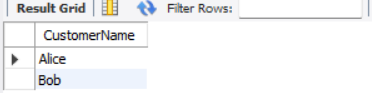 Result Grid Filter Rows:
CustomerName
Alice
Bob